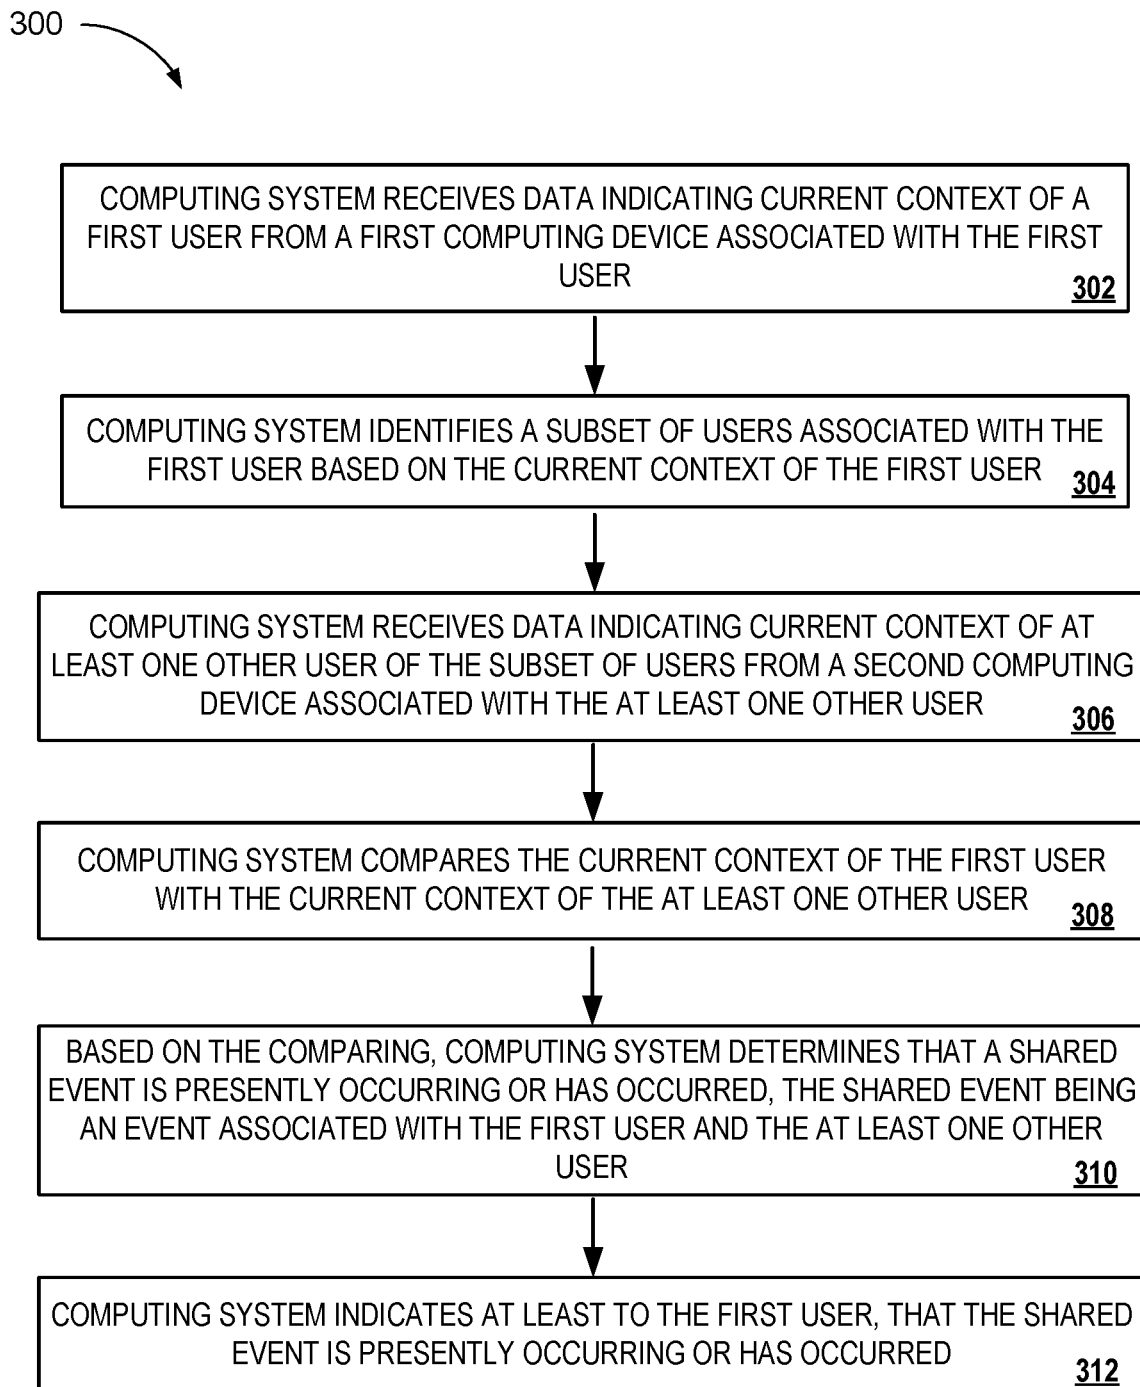 300
COMPUTING SYSTEM RECEIVES DATA INDICATING CURRENT CONTEXT OF A
FIRST USER FROM A FIRST COMPUTING DEVICE ASSOCIATED WITH THE FIRST
USER
302
COMPUTING SYSTEM IDENTIFIES A SUBSET OF USERS ASSOCIATED WITH THE
FIRST USER BASED ON THE CURRENT CONTEXT OF THE FIRST USER
304
COMPUTING SYSTEM RECEIVES DATA INDICATING CURRENT CONTEXT OF AT
LEAST ONE OTHER USER OF THE SUBSET OF USERS FROM A SECOND COMPUTING
DEVICE ASSOCIATED WITH THE AT LEAST ONE OTHER USER
306
COMPUTING SYSTEM COMPARES THE CURRENT CONTEXT OF THE FIRST USER
WITH THE CURRENT CONTEXT OF THE AT LEAST ONE OTHER USER
308
BASED ON THE COMPARING, COMPUTING SYSTEM DETERMINES THAT A SHARED
EVENT IS PRESENTLY OCCURRING OR HAS OCCURRED, THE SHARED EVENT BEING
AN EVENT ASSOCIATED WITH THE FIRST USER AND THE AT LEAST ONE OTHER
USER
310
COMPUTING SYSTEM INDICATES AT LEAST TO THE FIRST USER, THAT THE SHARED
EVENT IS PRESENTLY OCCURRING OR HAS OCCURRED
312